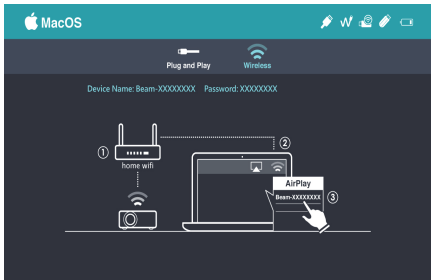 MacOS
Plug and Play
Wireless
Device Name: Beam-XXXXXXXX Password: XXXXXXXX
①
home wifi
②
AirPlay
Beam-XXXXXXXX
③